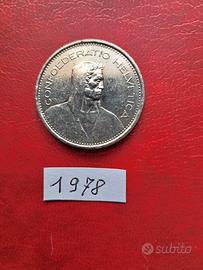 CONFOEDERATIO HELVETICA
1978
subito